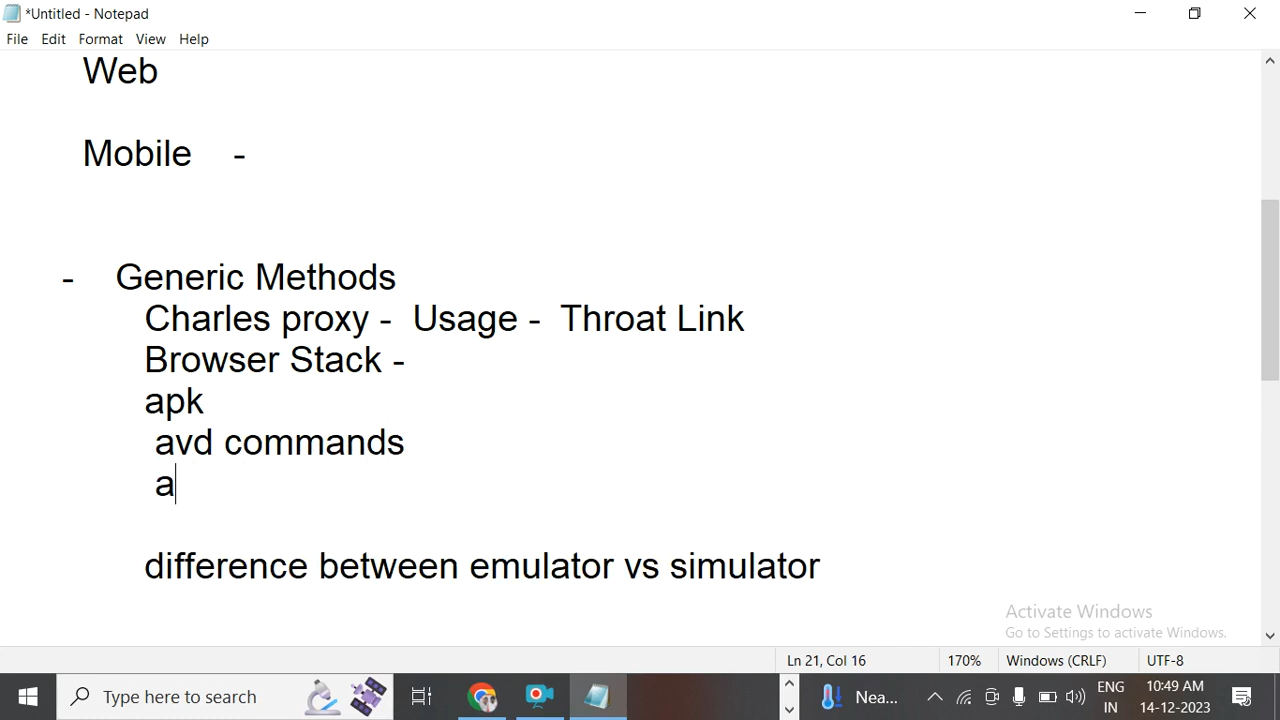 *Untitled - Notepad
File Edit Format View Help
Web
Mobile -
- Generic Methods
Charles proxy - Usage - Throat Link
Browser Stack -
apk
avd commands
a
difference between emulator vs simulator
Activate Windows
Go to Settings to activate Windows.
Ln 21, Col 16 170% Windows (CRLF) UTF-8
Type here to search Nea... ENG IN 10:49 AM 14-12-2023